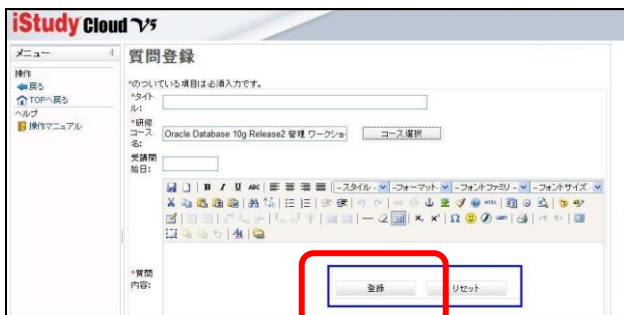 iStudy Cloud V5
メニュー
操作
戻る
TOPへ戻る
ヘルプ
操作マニュアル
質問登録
*のついている項目は必須入力です。
*タイト
ル:
*研修
コース
名:
Oracle Database 10g Release2 管理 ワークショ
コース選択
受講開
始日:
B I U ABC -スタイル- -フォーマット- -フォントファミリ- -フォントサイズ
HTML
*質問
内容:
登録
リセット